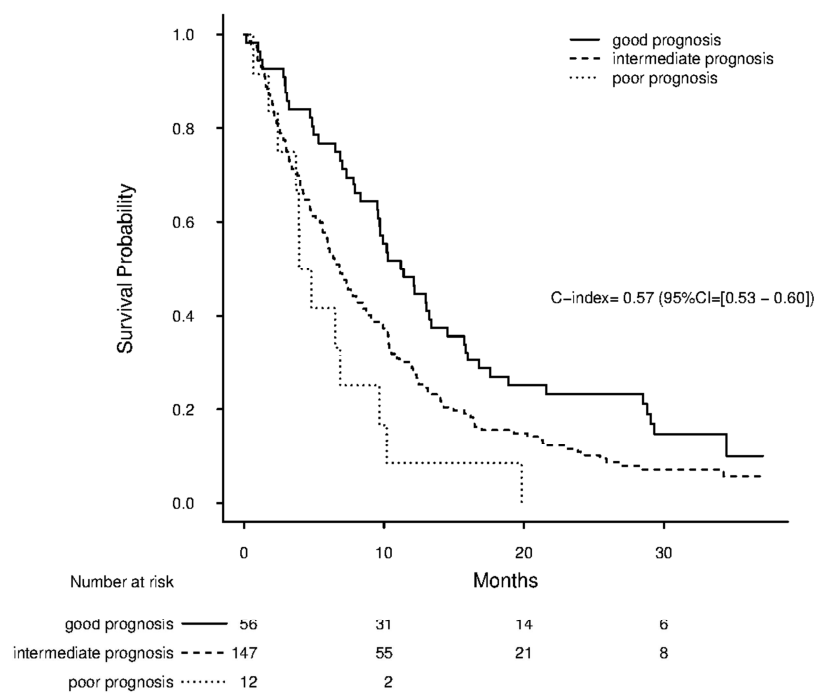 1.0
0.8
0.6
0.4
0.2
0.0
Survival Probability
good prognosis
intermediate prognosis
poor prognosis
C−index= 0.57 (95%CI=[0.53 − 0.60])
0 10 20 30
Months
Number at risk
good prognosis 56 31 14 6
intermediate prognosis 147 55 21 8
poor prognosis 12 2